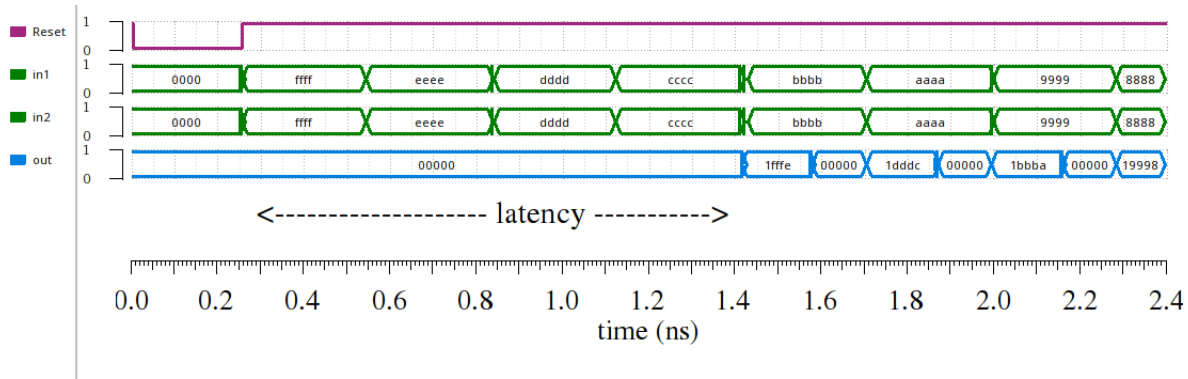 Reset 1 0
in1 1 0 0000 ffff eeee dddd cccc bbbb aaaa 9999 8888
in2 1 0 0000 ffff eeee dddd cccc bbbb aaaa 9999 8888
out 1 0 00000 1fffe 00000 1dddc 00000 1bbba 00000 19998
<-------------------- latency ----------->
0.0 0.2 0.4 0.6 0.8 1.0 1.2 1.4 1.6 1.8 2.0 2.2 2.4
time (ns)